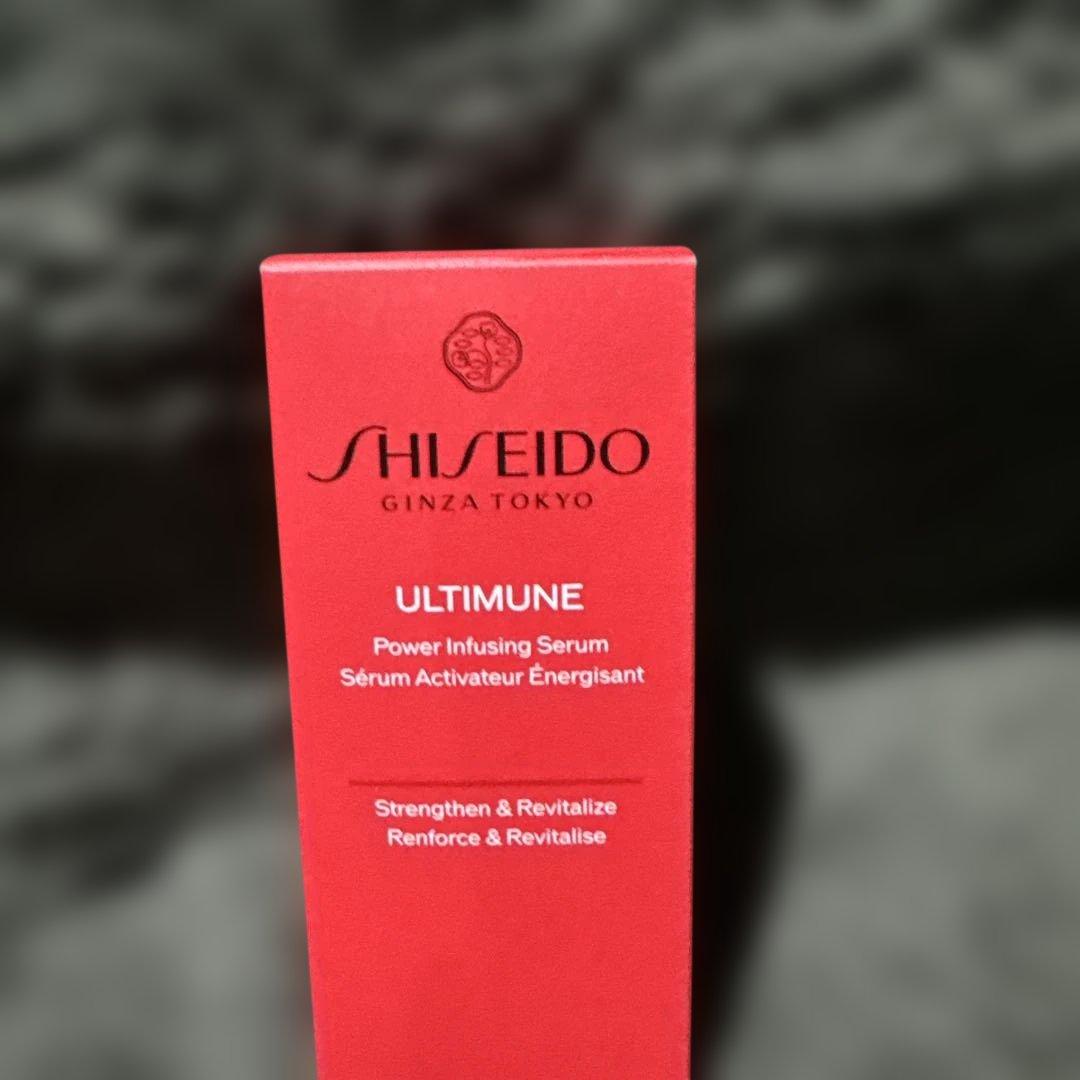 SHISEIDO
GINZA TOKYO
ULTIMUNE
Power Infusing Serum
Sérum Activateur Énergisant
Strengthen & Revitalize
Renforce & Revitalise